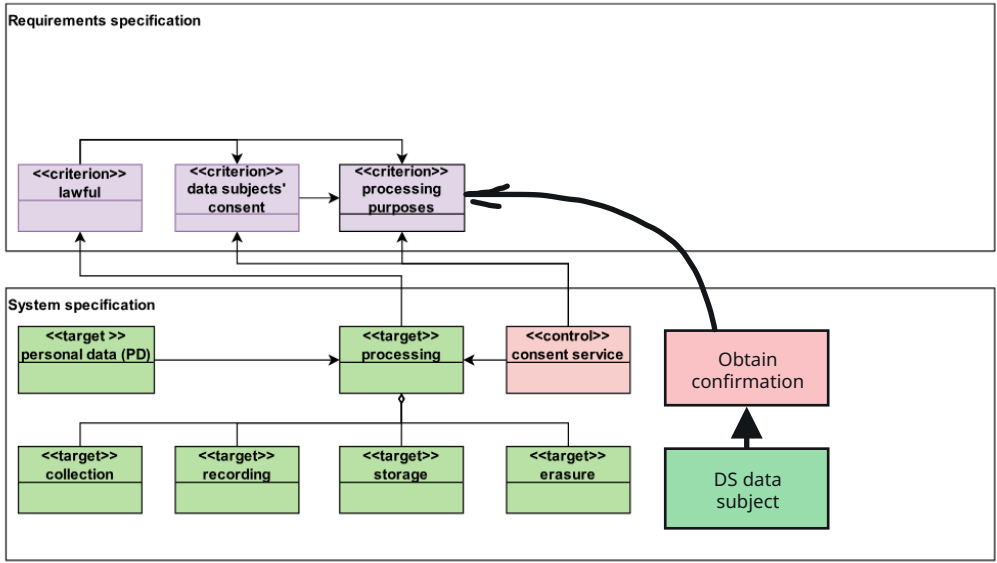 Requirements specification
<<criterion>>
lawful
<<criterion>>
data subjects'
consent
<<criterion>>
processing
purposes
System specification
<<target >>
personal data (PD)
<<target>>
processing
<<control>>
consent service
Obtain
confirmation
<<target>>
collection
<<target>>
recording
<<target>>
storage
<<target>>
erasure
DS data
subject